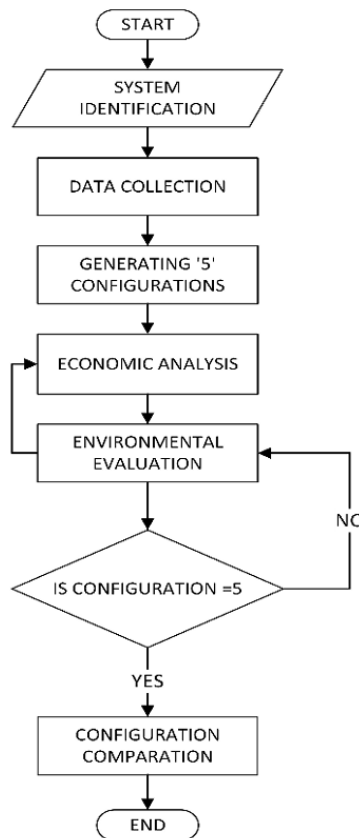 START
SYSTEM
IDENTIFICATION
DATA COLLECTION
GENERATING '5'
CONFIGURATIONS
ECONOMIC ANALYSIS
ENVIRONMENTAL
EVALUATION
NO
IS CONFIGURATION =5
YES
CONFIGURATION
COMPARATION
END